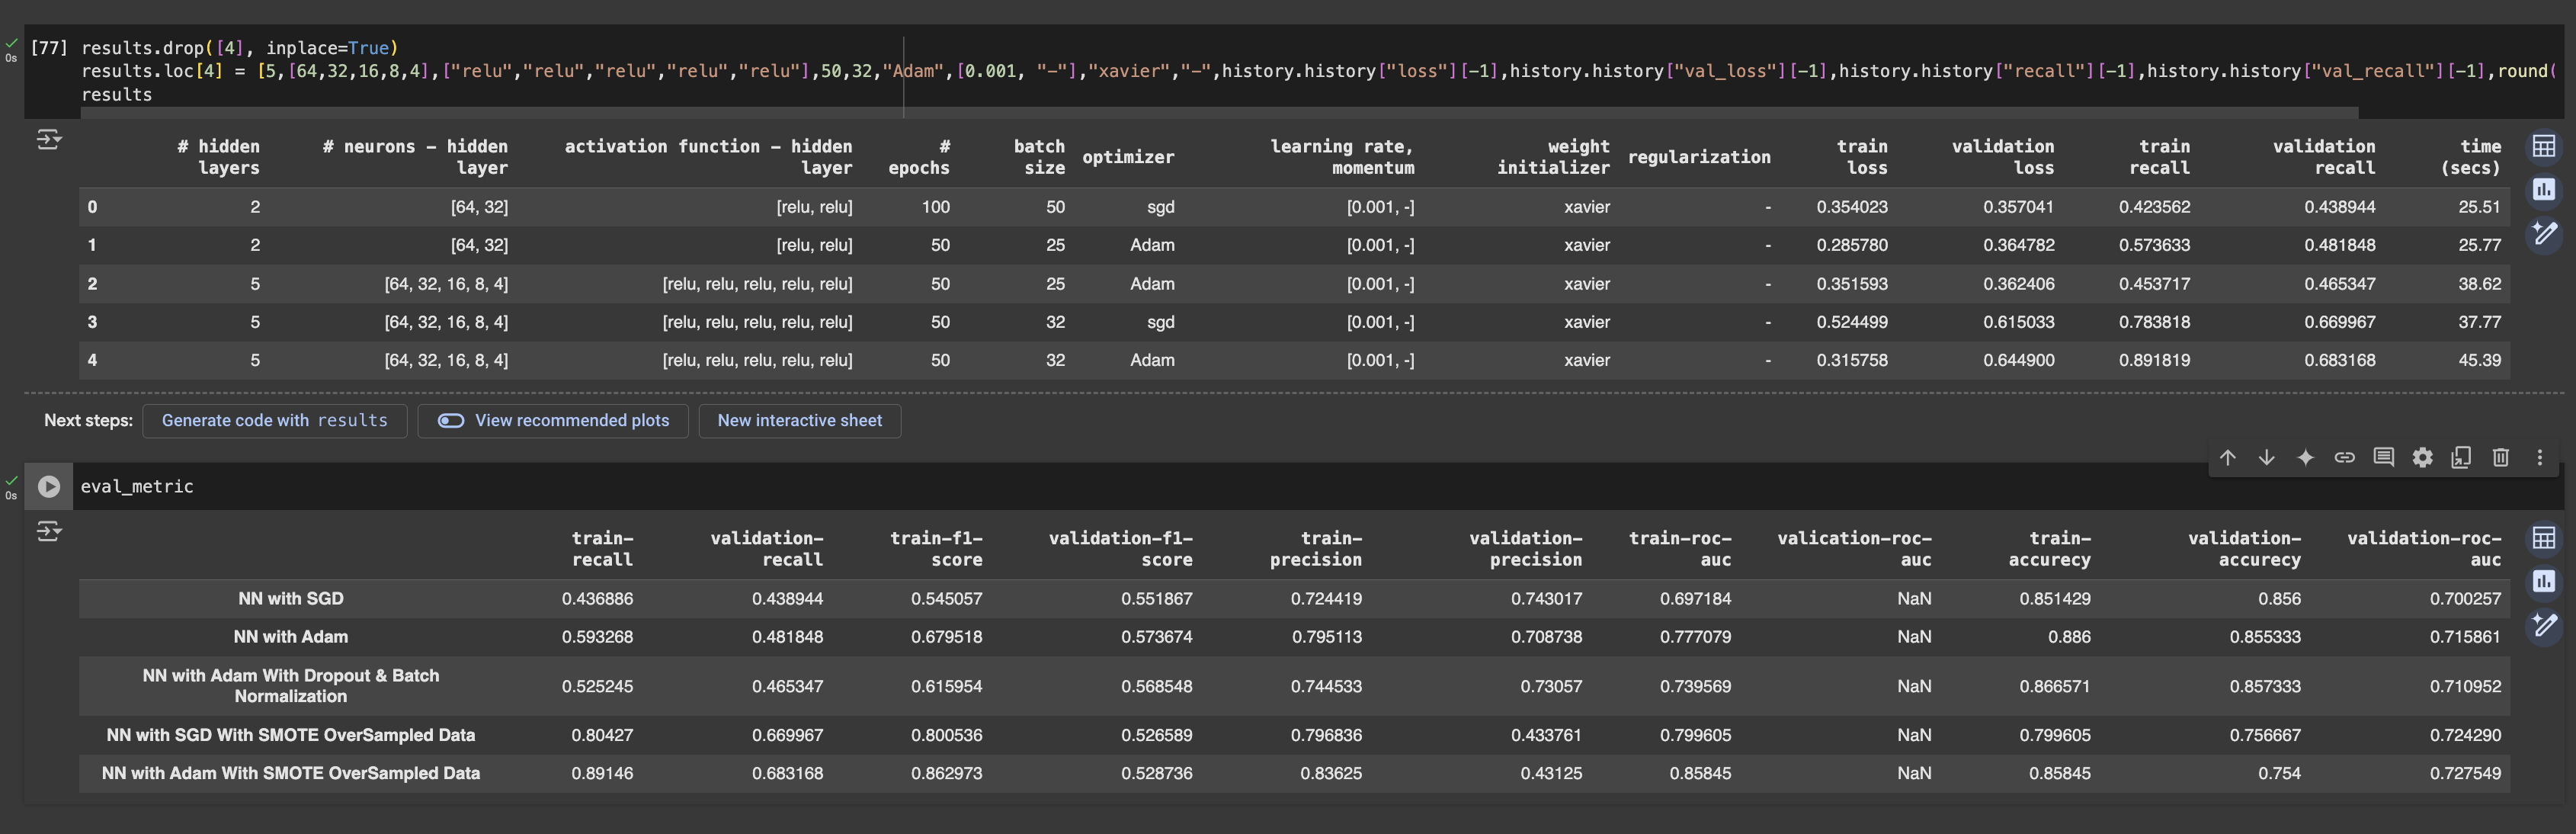 [77] results.drop([4], inplace=True)
results.loc[4] = [5,[64,32,16,8,4],["relu","relu","relu","relu","relu"],50,32,"Adam",[0.001, "-"],"xavier","-",history.history["loss"][-1],history.history["val_loss"][-1],history.history["recall"][-1],history.history["val_recall"][-1],round(
results
0s
# hidden layers # neurons - hidden layer activation function - hidden layer # epochs batch size optimizer learning rate, momentum weight initializer regularization train loss validation loss train recall validation recall time (secs)
0 2 [64, 32] [relu, relu] 100 50 sgd [0.001, -] xavier - 0.354023 0.357041 0.423562 0.438944 25.51
1 2 [64, 32] [relu, relu] 50 25 Adam [0.001, -] xavier - 0.285780 0.364782 0.573633 0.481848 25.77
2 5 [64, 32, 16, 8, 4] [relu, relu, relu, relu, relu] 50 25 Adam [0.001, -] xavier - 0.351593 0.362406 0.453717 0.465347 38.62
3 5 [64, 32, 16, 8, 4] [relu, relu, relu, relu, relu] 50 32 sgd [0.001, -] xavier - 0.524499 0.615033 0.783818 0.669967 37.77
4 5 [64, 32, 16, 8, 4] [relu, relu, relu, relu, relu] 50 32 Adam [0.001, -] xavier - 0.315758 0.644900 0.891819 0.683168 45.39
Next steps: Generate code with results View recommended plots New interactive sheet
eval_metric
0s
train-recall validation-recall train-f1-score validation-f1-score train-precision validation-precision train-roc-auc valication-roc-auc train-accurecy validation-accurecy validation-roc-auc
NN with SGD 0.436886 0.438944 0.545057 0.551867 0.724419 0.743017 0.697184 NaN 0.851429 0.856 0.700257
NN with Adam 0.593268 0.481848 0.679518 0.573674 0.795113 0.708738 0.777079 NaN 0.886 0.855333 0.715861
NN with Adam With Dropout & Batch Normalization 0.525245 0.465347 0.615954 0.568548 0.744533 0.73057 0.739569 NaN 0.866571 0.857333 0.710952
NN with SGD With SMOTE OverSampled Data 0.80427 0.669967 0.800536 0.526589 0.796836 0.433761 0.799605 NaN 0.799605 0.756667 0.724290
NN with Adam With SMOTE OverSampled Data 0.89146 0.683168 0.862973 0.528736 0.83625 0.43125 0.85845 NaN 0.85845 0.754 0.727549